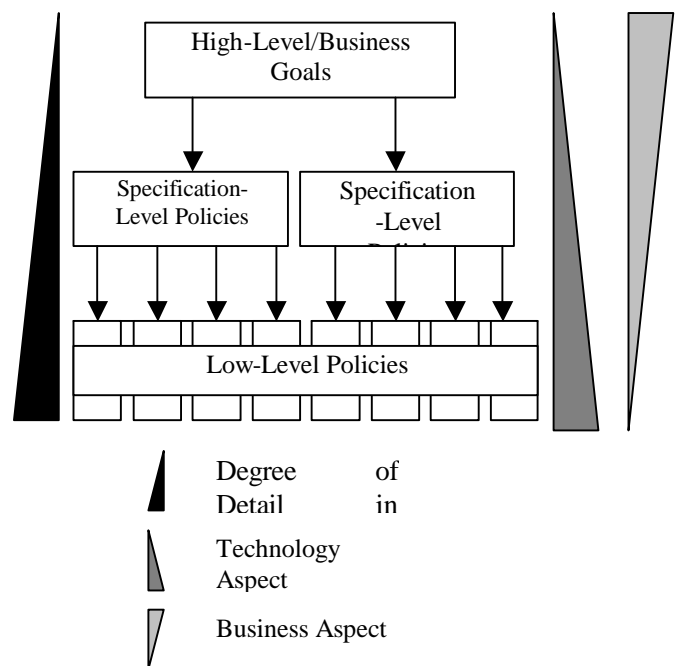 High-Level/Business
Goals
Specification-
Level Policies
Specification
-Level
Low-Level Policies
Degree of
Detail in
Technology
Aspect
Business Aspect